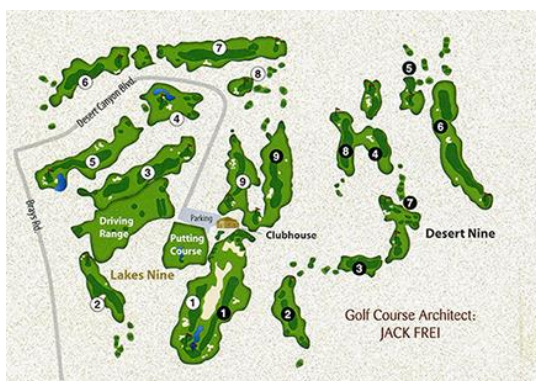 7
6
8
5
Desert Canyon Blvd.
4
6
5
3
9
9
8
4
Brays Rd.
Driving
Range
Parking
7
Putting
Course
Clubhouse
Desert Nine
Lakes Nine
3
2
1
1
2
Golf Course Architect:
JACK FREI